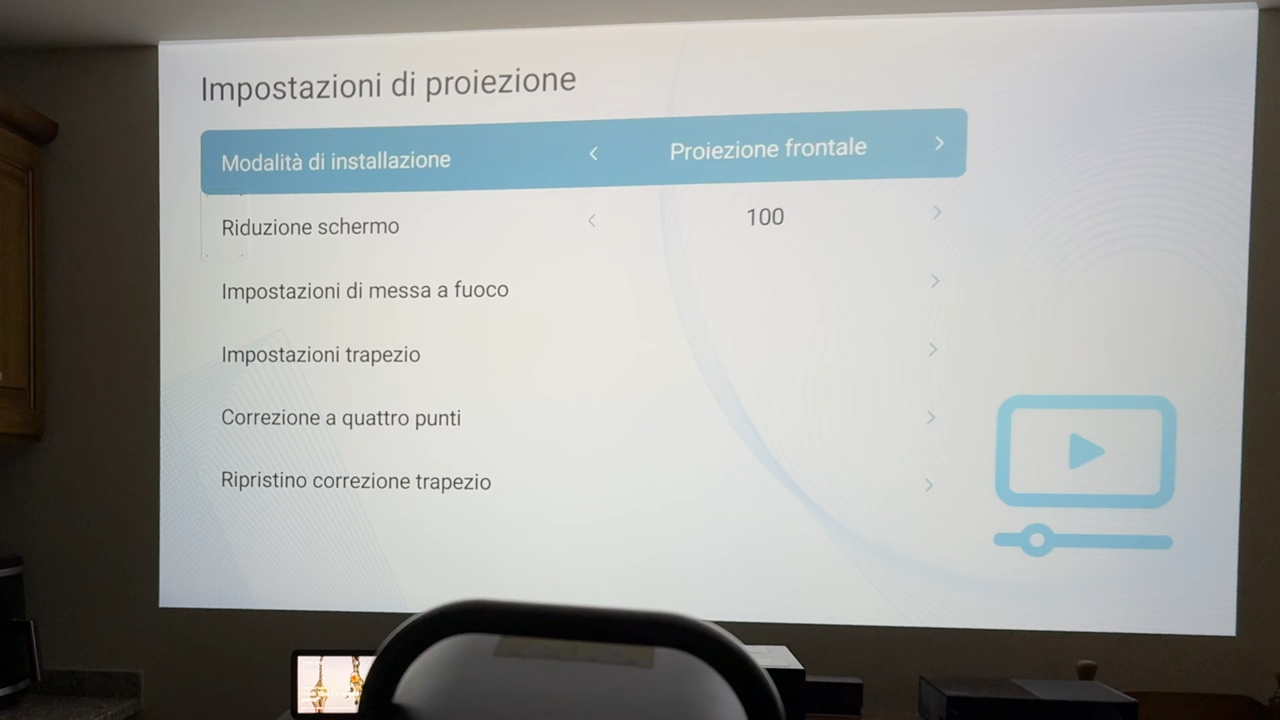 Impostazioni di proiezione
Modalità di installazione < Proiezione frontale >
Riduzione schermo < 100 >
Impostazioni di messa a fuoco >
Impostazioni trapezio >
Correzione a quattro punti >
Ripristino correzione trapezio >